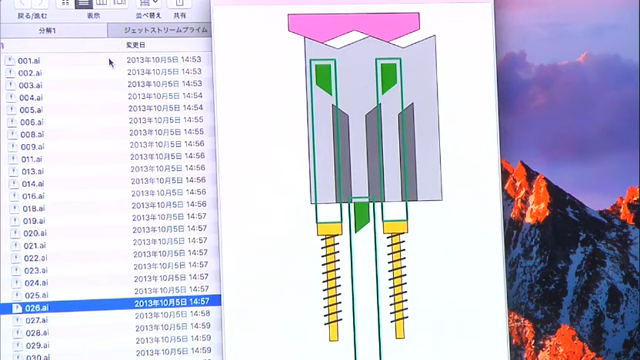 戻る/進む 表示 並べ替え 共有
分解1 ジェットストリームプライム
変更日
001.ai 2013年10月5日 14:53
002.ai 2013年10月5日 14:53
003.ai 2013年10月5日 14:53
004.ai 2013年10月5日 14:54
005.ai 2013年10月5日 14:54
006.ai 2013年10月5日 14:55
008.ai 2013年10月5日 14:55
009.ai 2013年10月5日 14:56
011.ai 2013年10月5日 14:56
013.ai 2013年10月5日 14:56
014.ai 2013年10月5日 14:56
016.ai 2013年10月5日 14:56
018.ai 2013年10月5日 14:57
019.ai 2013年10月5日 14:57
020.ai 2013年10月5日 14:57
021.ai 2013年10月5日 14:57
022.ai 2013年10月5日 14:57
023.ai 2013年10月5日 14:57
024.ai 2013年10月5日 14:57
025.ai 2013年10月5日 14:57
026.ai 2013年10月5日 14:57
027.ai 2013年10月5日 14:58
028.ai 2013年10月5日 14:59
029.ai 2013年10月5日 14:59
030.ai 2013年10月5日 14:59